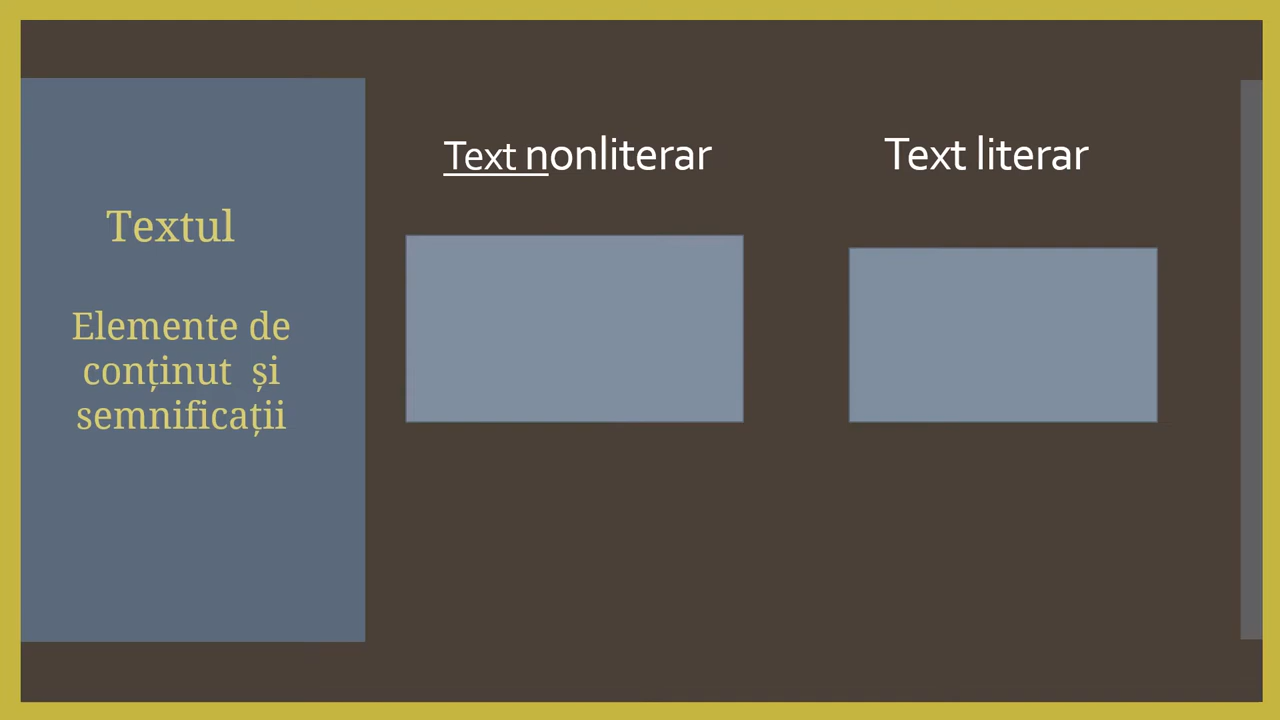 Textul
Elemente de
conținut și
semnificații
Text nonliterar
Text literar